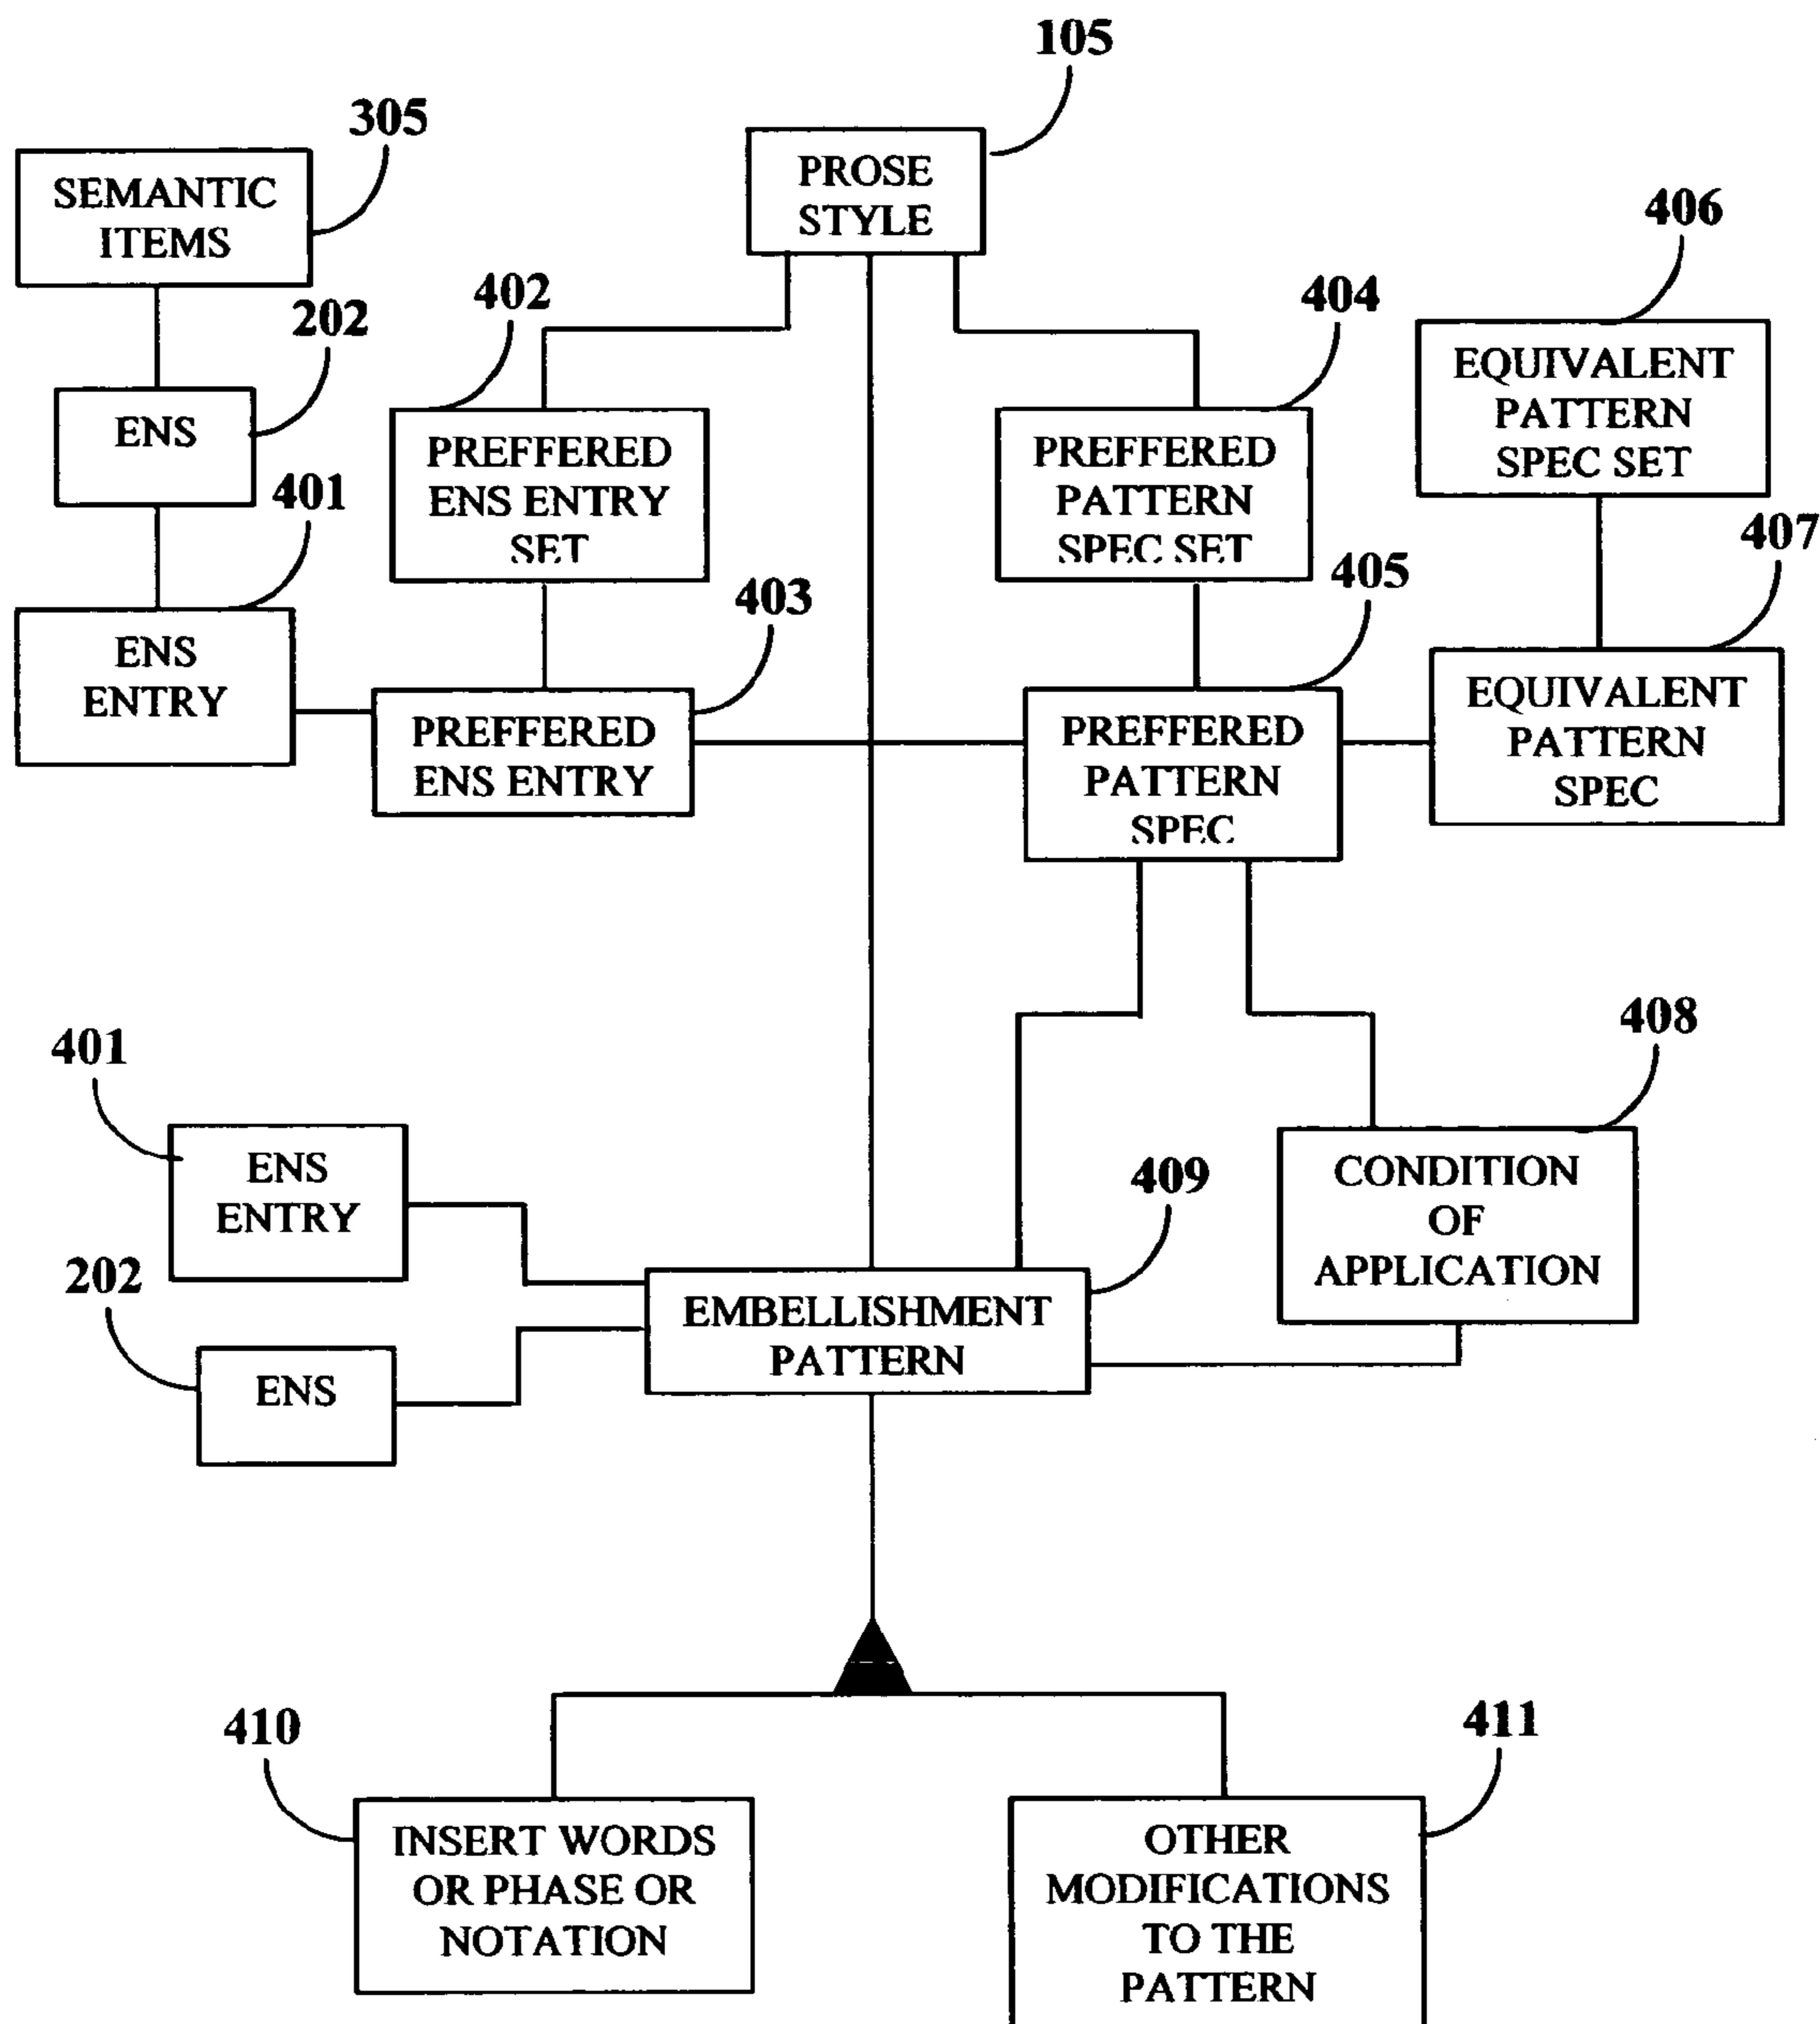 105
305
PROSE
STYLE
SEMANTIC
ITEMS
406
202
402
404
EQUIVALENT
PATTERN
SPEC SET
ENS
PREFFERED
ENS ENTRY
SET
PREFFERED
PATTERN
SPEC SET
401
407
403
405
ENS
ENTRY
PREFFERED
ENS ENTRY
PREFFERED
PATTERN
SPEC
EQUIVALENT
PATTERN
SPEC
408
401
ENS
ENTRY
409
CONDITION
OF
APPLICATION
202
EMBELLISHMENT
PATTERN
ENS
410
411
INSERT WORDS
OR PHASE OR
NOTATION
OTHER
MODIFICATIONS
TO THE
PATTERN